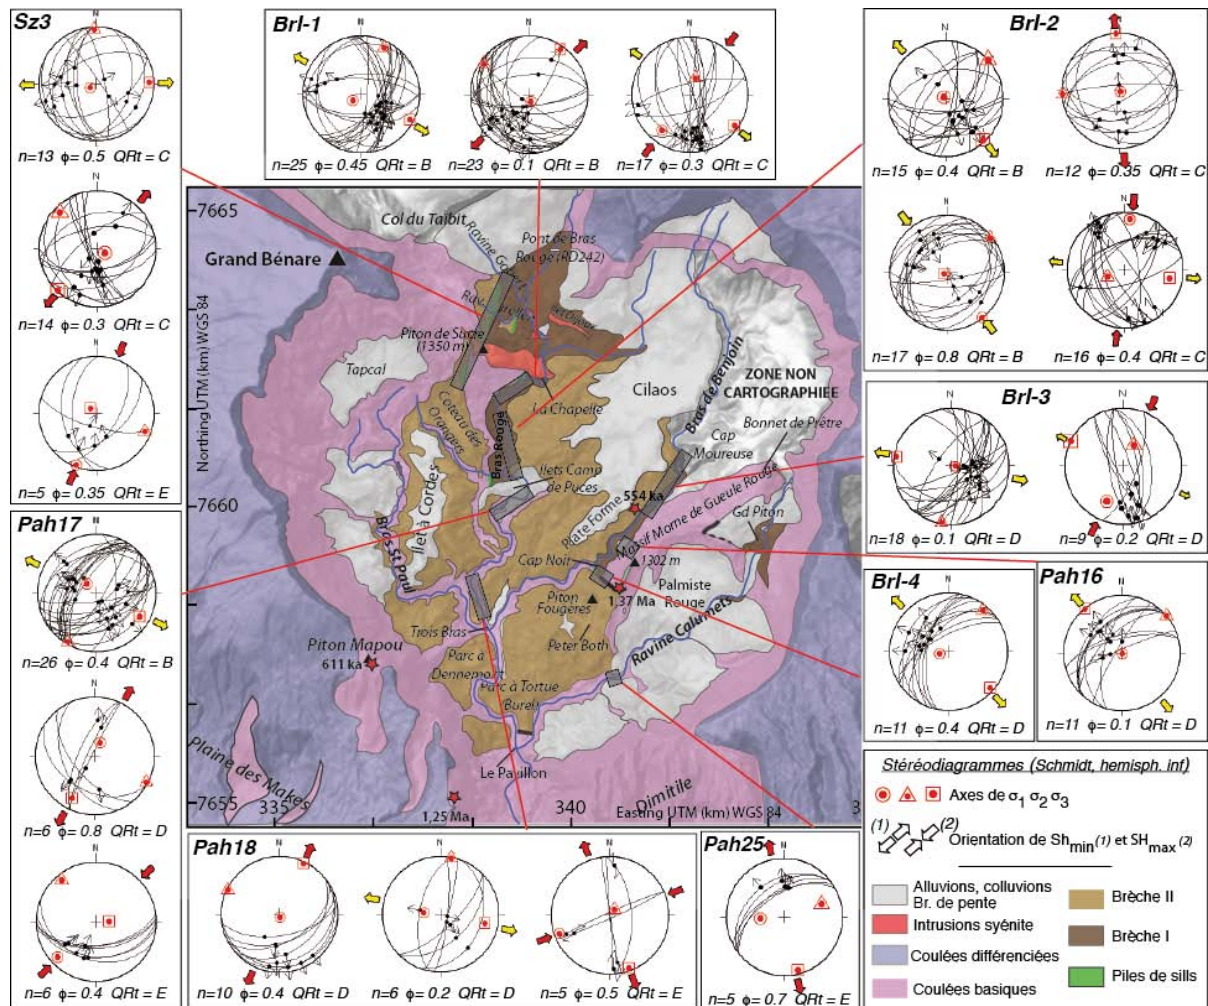 Sz3
N
n=13 ϕ= 0.5 QRt = C
N
n=14 ϕ= 0.3 QRt = C
N
n=5 ϕ= 0.35 QRt = E
Brl-1
N
N
N
n=25 ϕ= 0.45 QRt = B
n=23 ϕ= 0.1 QRt = B
n=17 ϕ= 0.3 QRt = C
Brl-2
N
n=15 ϕ= 0.4 QRt = B
n=12 ϕ= 0.35 QRt = C
N
N
n=17 ϕ= 0.8 QRt = B
n=16 ϕ= 0.4 QRt = C
Brl-3
N
N
n=18 ϕ= 0.1 QRt = D
n=9 ϕ= 0.2 QRt = D
Brl-4
N
n=11 ϕ= 0.4 QRt = D
Pah16
N
n=11 ϕ= 0.1 QRt = D
Pah17
N
n=26 ϕ= 0.4 QRt = B
N
n=6 ϕ= 0.8 QRt = D
N
n=6 ϕ= 0.4 QRt = E
Pah18
N
N
N
n=10 ϕ= 0.4 QRt = D
n=6 ϕ= 0.2 QRt = D
n=5 ϕ= 0.5 QRt = E
Pah25
N
n=5 ϕ= 0.7 QRt = E
7665
7660
7655
Northing UTM (km) WGS 84
335
340
Easting UTM (km) WGS 84
Col du Taïbit
Grand Bénare
Pont de Bras
Rouge (RD242)
Piton de Sucre
(1350 m)
Tapcal
La Chapelle
Coteau des
Orangers
Bras Rouge
Cilaos
Bras de Benjoin
ZONE NON
CARTOGRAPHIEE
Bonnet de Prêtre
Cap
Moureuse
Ilets Camp
de Puces
Ilet à Cordes
Bras St Paul
Plate Forme
554 ka
Massif Morne de Gueule Rouge
Gd Piton
Cap Noir
1302 m
Palmiste
Rouge
1,37 Ma
Piton
Fougères
Peter Both
Ravine Calumets
Trois Bras
Piton Mapou
611 ka
Parc à
Dennemont
Parc à Tortue
Le Pavillon
Plaine des Makes
Dimitile
1,25 Ma
Stéréodiagrammes (Schmidt, hemisph. inf)
Axes de σ1 σ2 σ3
(1) (2)
Orientation de Shmin (1) et SHmax (2)
Alluvions, colluvions
Br. de pente
Intrusions syénite
Coulées différenciées
Coulées basiques
Brèche II
Brèche I
Piles de sills